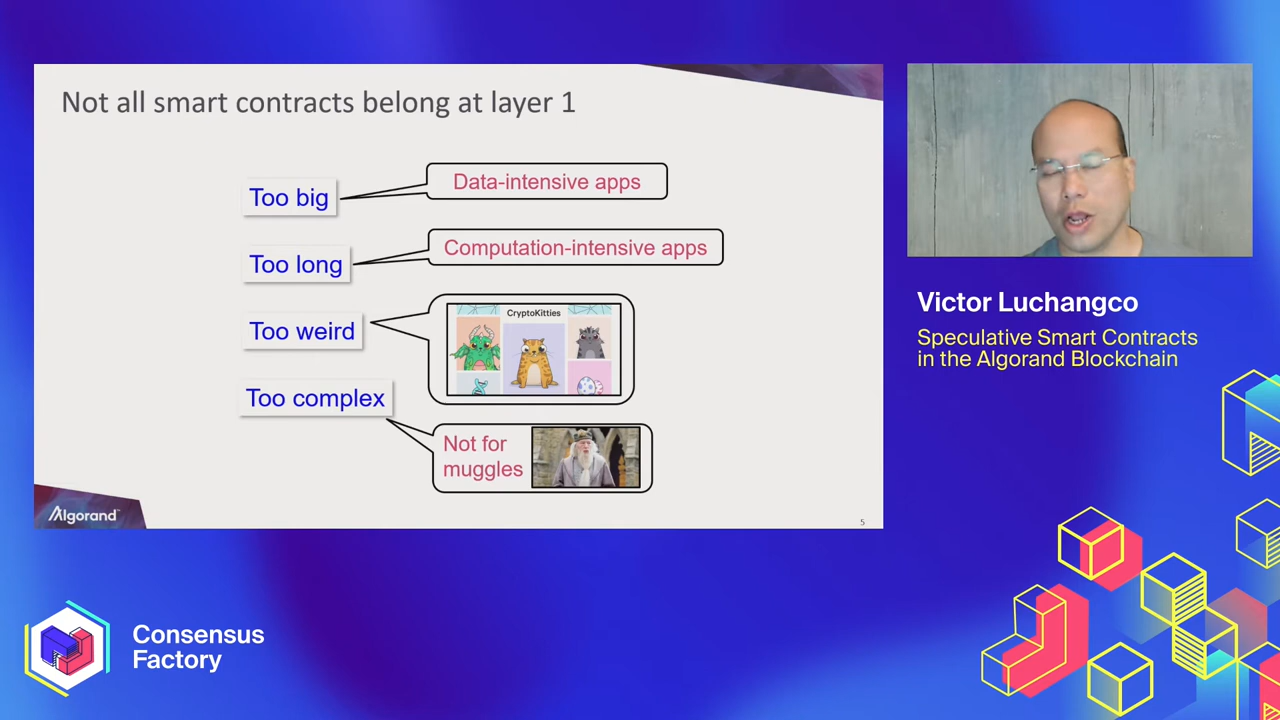 Not all smart contracts belong at layer 1
Too big
Data-intensive apps
Too long
Computation-intensive apps
Too weird
CryptoKitties
Too complex
Not for
muggles
Algorand
5
Victor Luchangco
Speculative Smart Contracts
in the Algorand Blockchain
Consensus
Factory